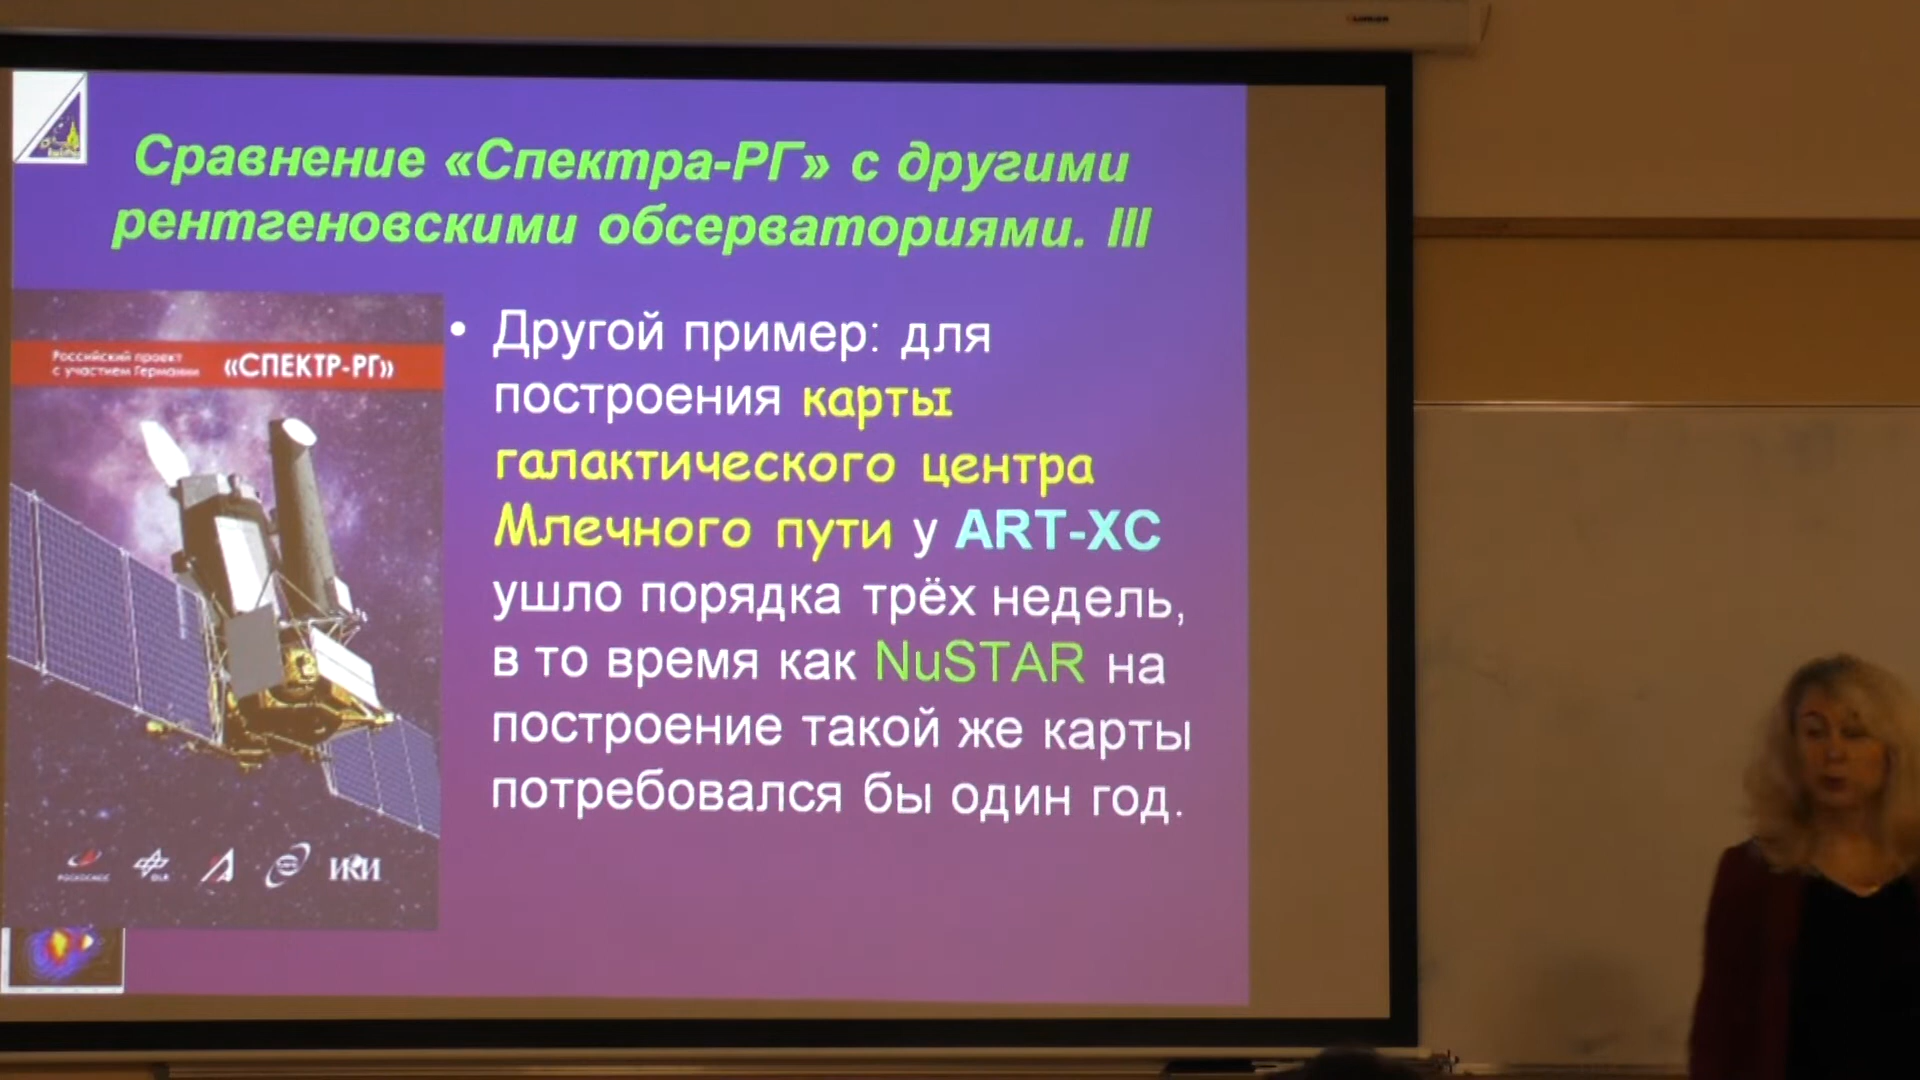 Сравнение «Спектра-РГ» с другими
рентгеновскими обсерваториями. III
Российский проект
с участием Германии
«СПЕКТР-РГ»
• Другой пример: для
построения карты
галактического центра
Млечного пути у ART-XC
ушло порядка трёх недель,
в то время как NuSTAR на
построение такой же карты
потребовался бы один год.
РОСКОСМОС
DLR
ИКИ